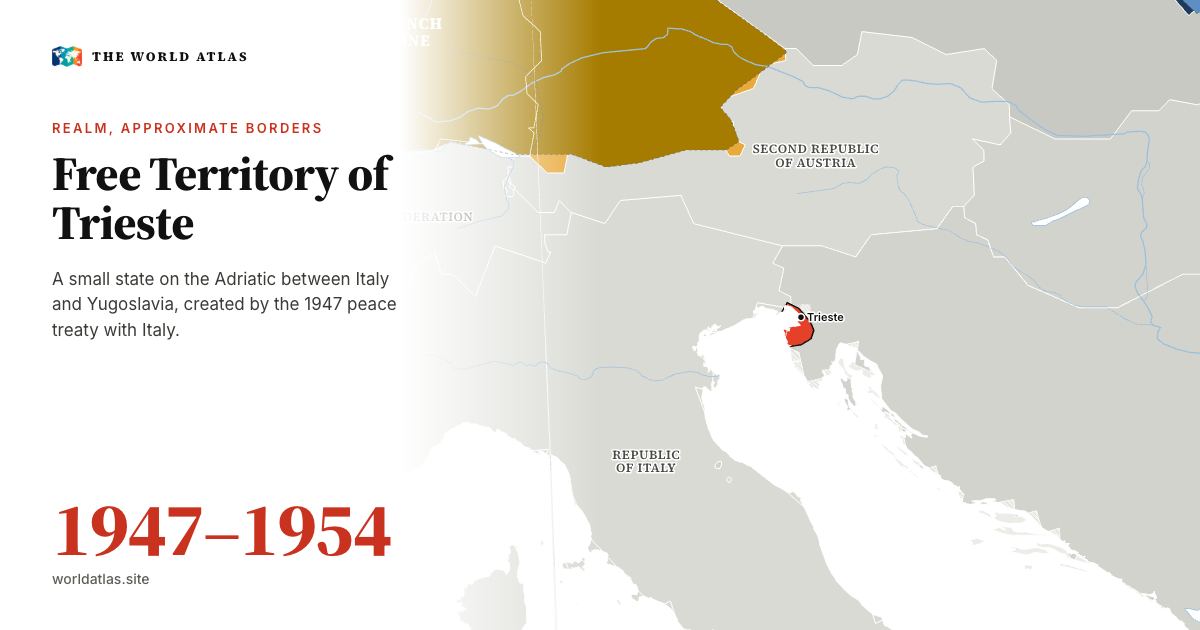 THE WORLD ATLAS
REALM, APPROXIMATE BORDERS
Free Territory of
Trieste
A small state on the Adriatic between Italy
and Yugoslavia, created by the 1947 peace
treaty with Italy.
1947–1954
worldatlas.site
SECOND REPUBLIC
OF AUSTRIA
Trieste
REPUBLIC
OF ITALY